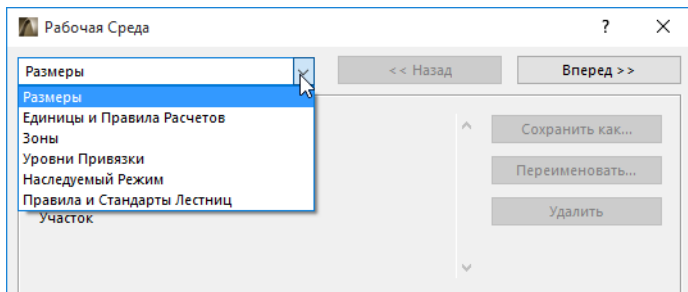 Рабочая Среда
Размеры
<< Назад
Вперед >>
Размеры
Единицы и Правила Расчетов
Зоны
Уровни Привязки
Наследуемый Режим
Правила и Стандарты Лестниц
Участок
Сохранить как...
Переименовать...
Удалить